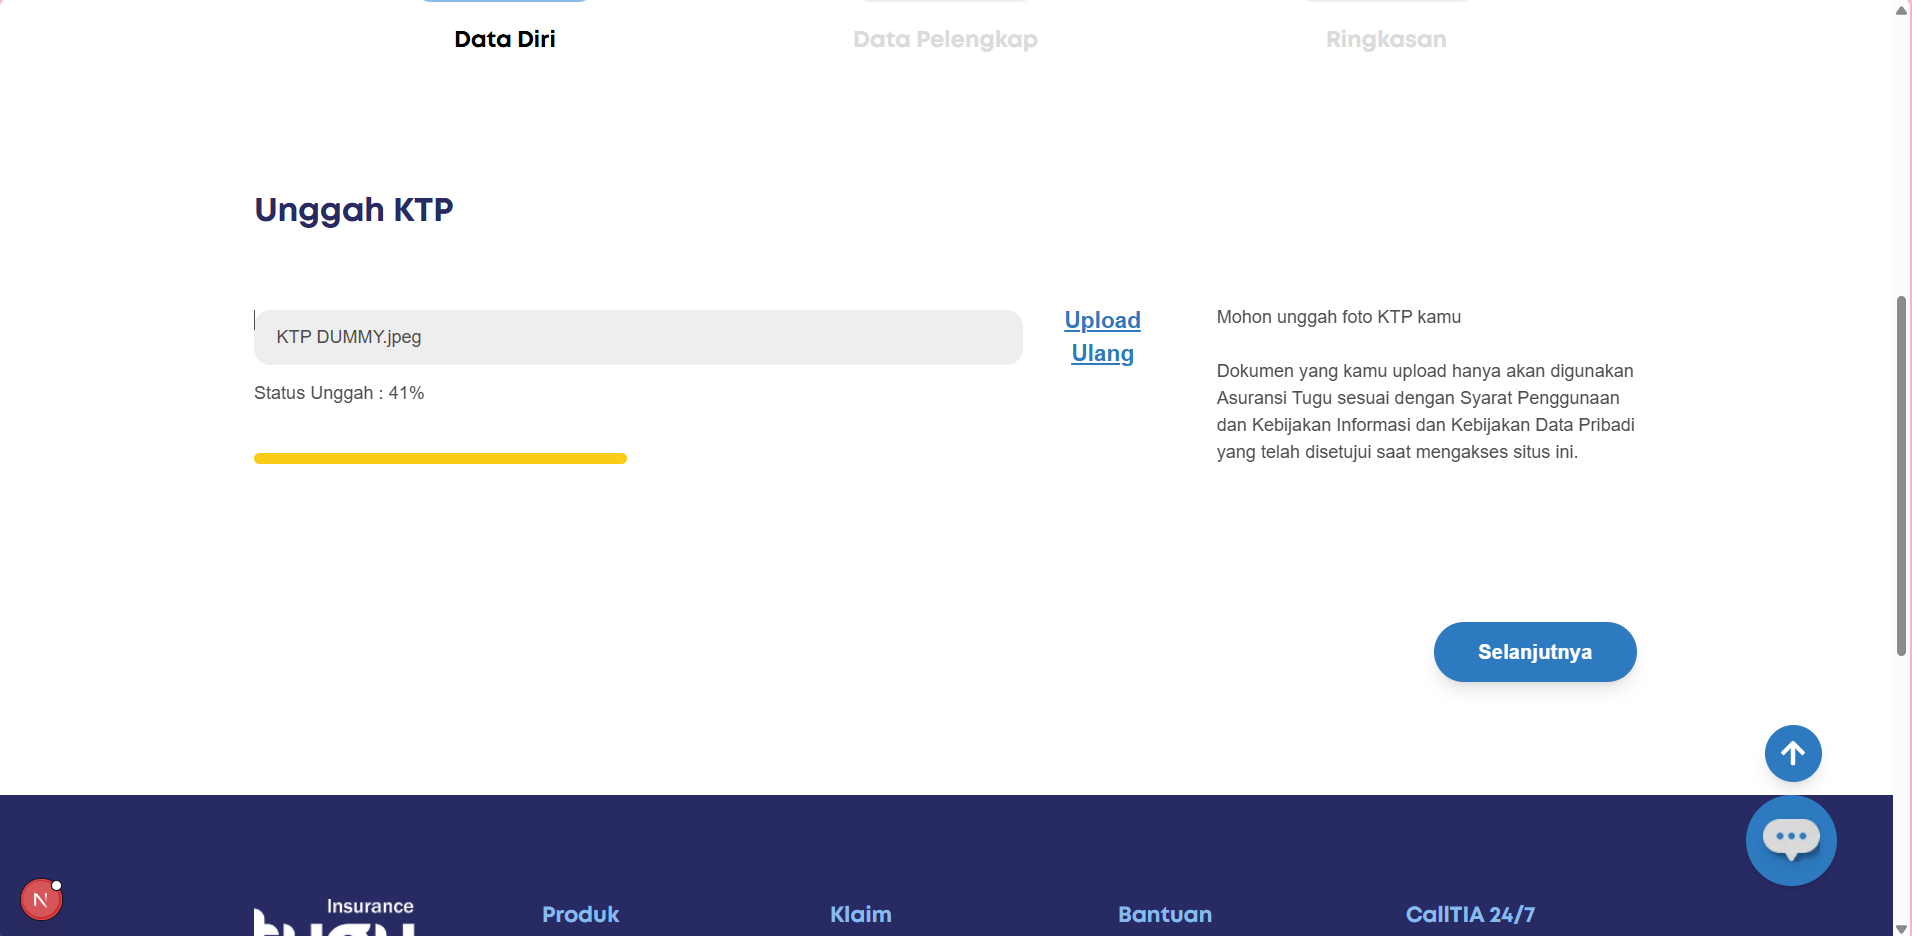 Data Diri
Data Pelengkap
Ringkasan
Unggah KTP
KTP DUMMY.jpeg
Upload
Ulang
Status Unggah : 41%
Mohon unggah foto KTP kamu
Dokumen yang kamu upload hanya akan digunakan
Asuransi Tugu sesuai dengan Syarat Penggunaan
dan Kebijakan Informasi dan Kebijakan Data Pribadi
yang telah disetujui saat mengakses situs ini.
Selanjutnya
N
Insurance
tugu
Produk
Klaim
Bantuan
CallTIA 24/7